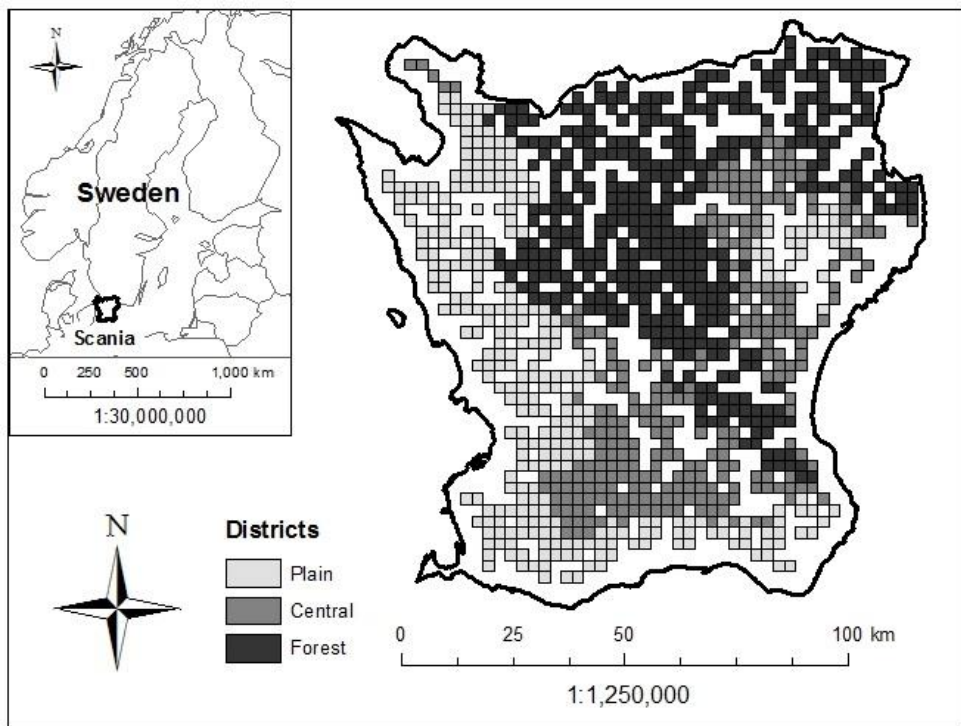 N
Sweden
Scania
0 250 500 1,000 km
1:30,000,000
N
Districts
Plain
Central
Forest
0 25 50 100 km
1:1,250,000